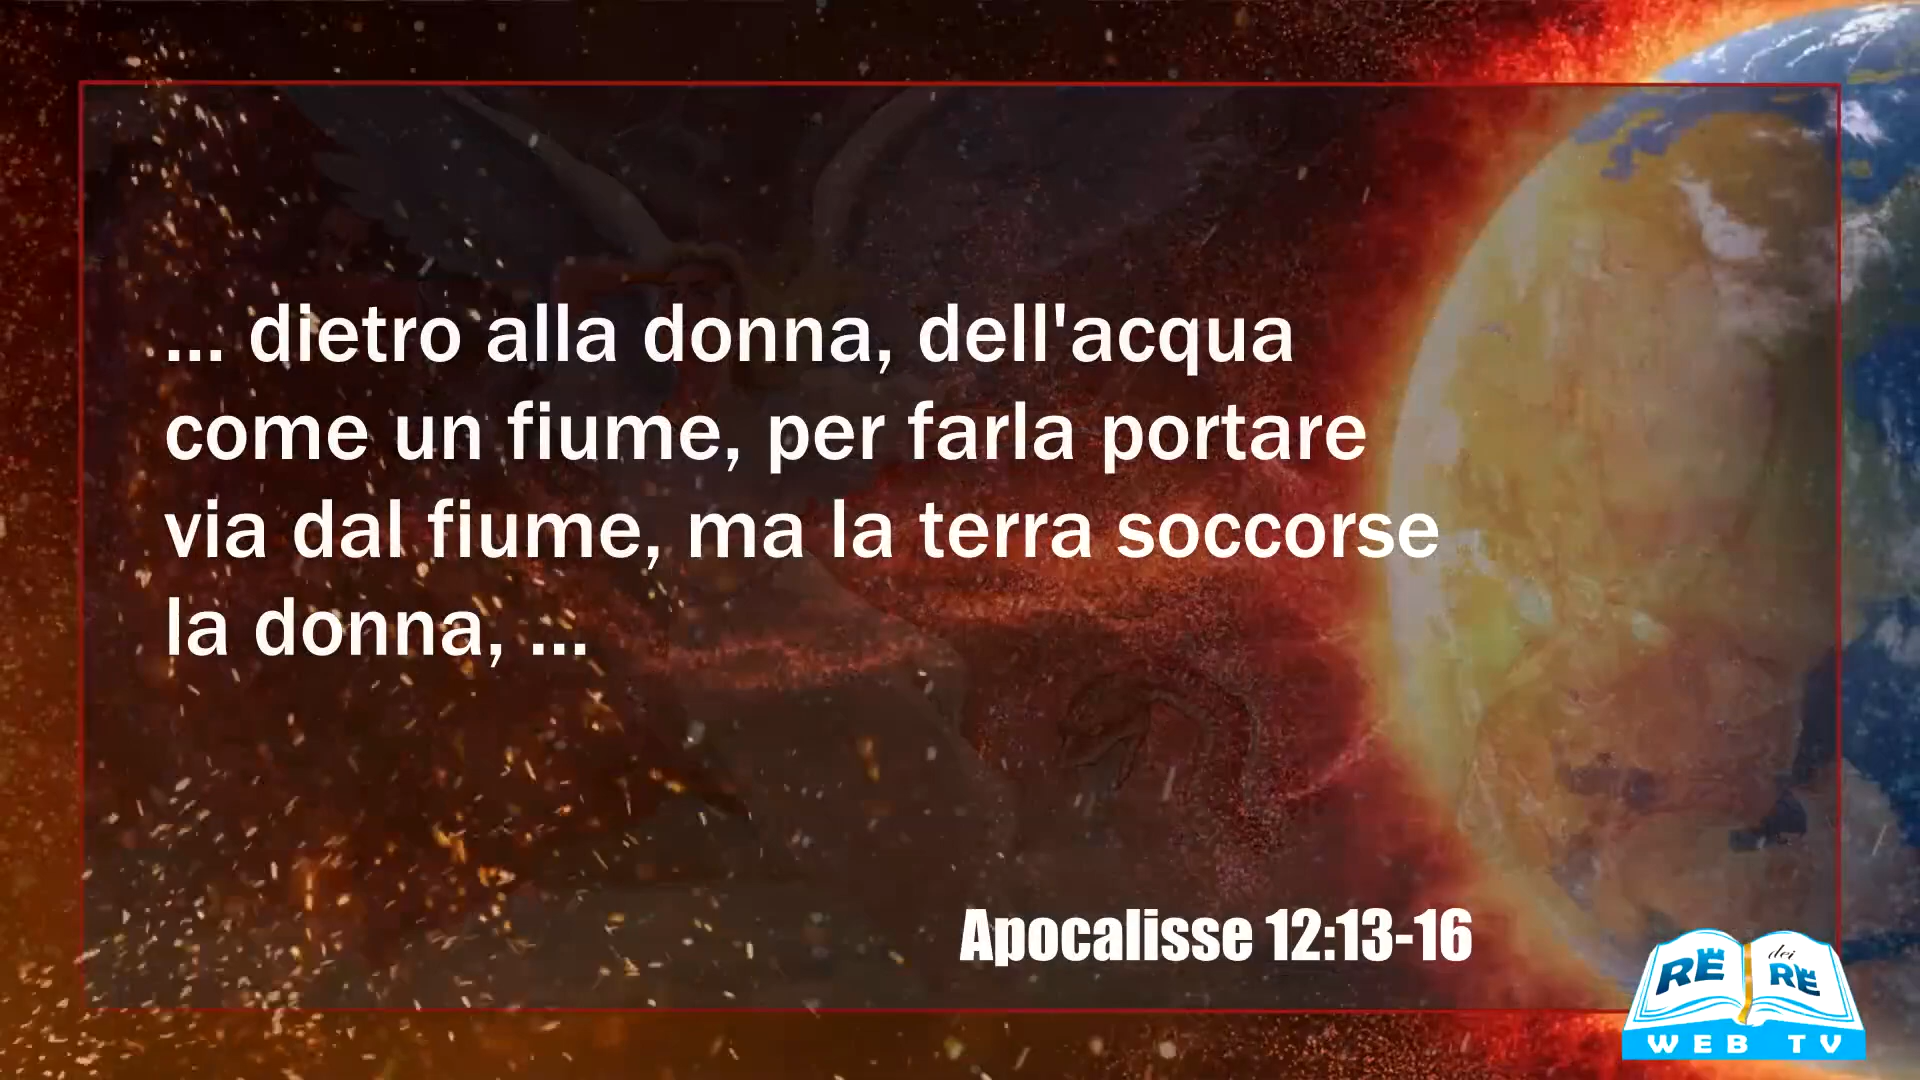 ... dietro alla donna, dell'acqua
come un fiume, per farla portare
via dal fiume, ma la terra soccorse
la donna, ...
Apocalisse 12:13-16
RE dei RE
WEB TV